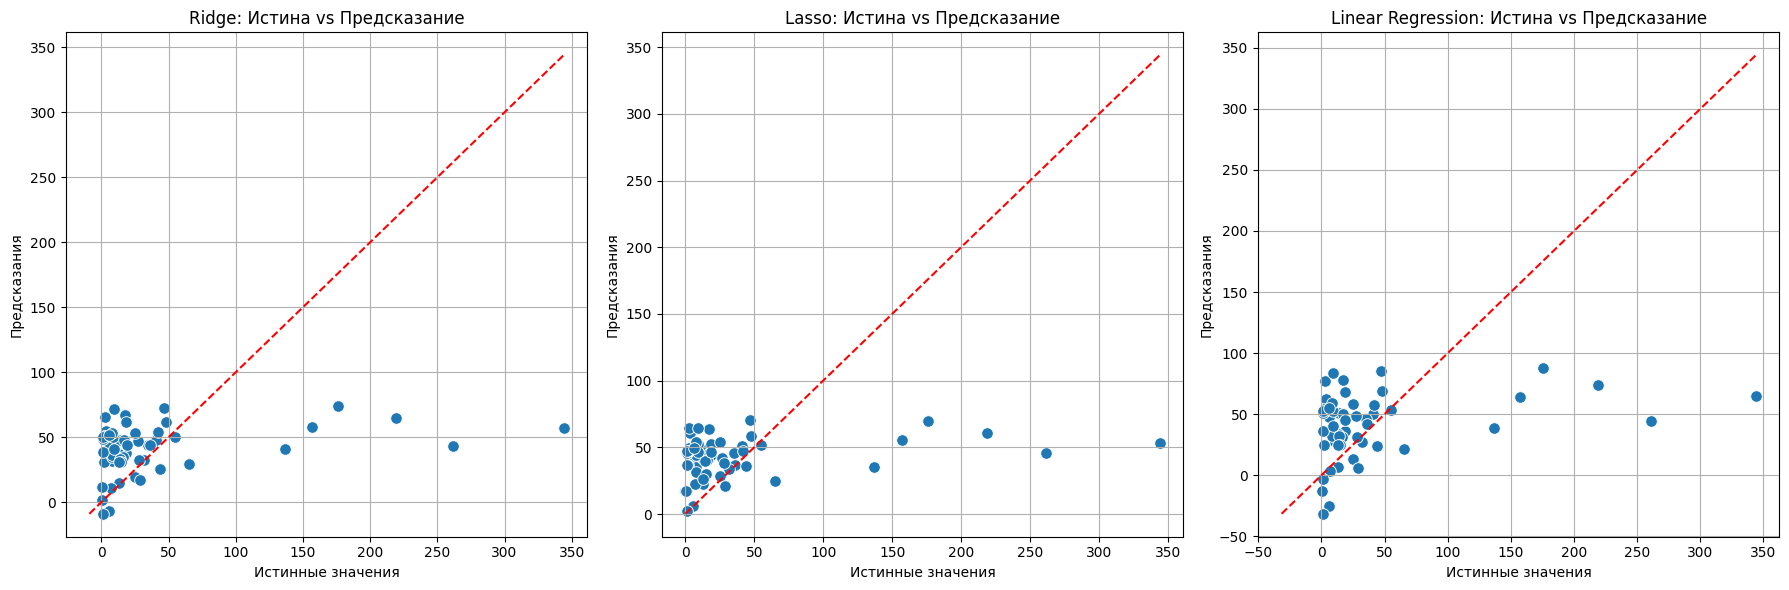 Ridge: Истина vs Предсказание
350
300
250
200
150
100
50
0
Предсказания
0 50 100 150 200 250 300 350
Истинные значения
Lasso: Истина vs Предсказание
350
300
250
200
150
100
50
0
Предсказания
0 50 100 150 200 250 300 350
Истинные значения
Linear Regression: Истина vs Предсказание
350
300
250
200
150
100
50
0
−50
Предсказания
−50 0 50 100 150 200 250 300 350
Истинные значения